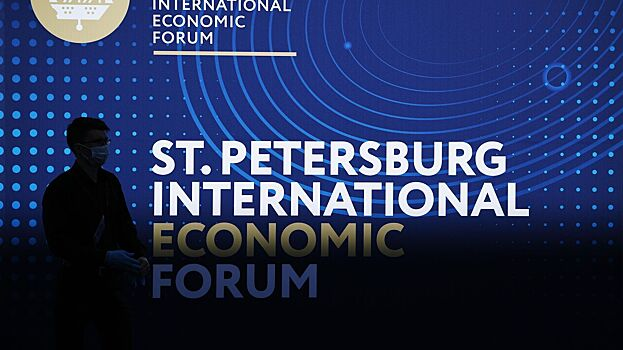 INTERNATIONAL
ECONOMIC
FORUM
ST. PETERSBURG
INTERNATIONAL
ECONOMIC
FORUM